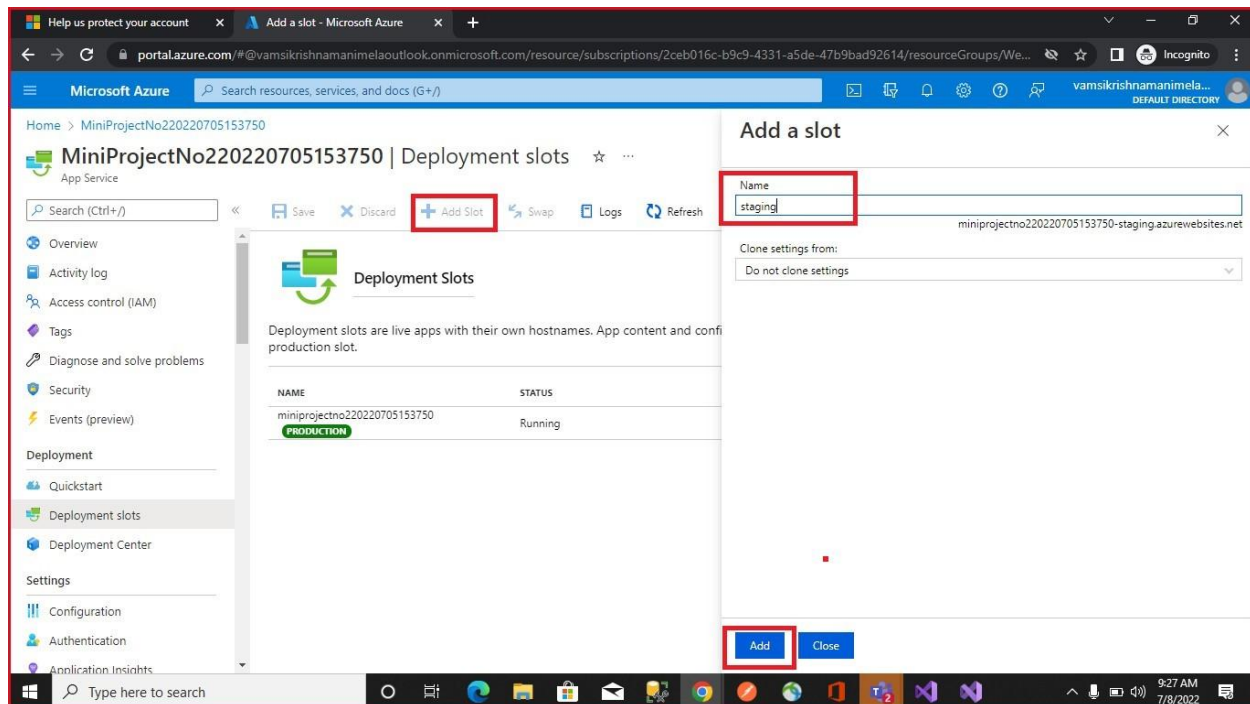 Help us protect your account
Add a slot - Microsoft Azure
portal.azure.com/#@vamsikrishnamanimelaoutlook.onmicrosoft.com/resource/subscriptions/2ceb016c-b9c9-4331-a5de-47b9bad92614/resourceGroups/We...
Incognito
Microsoft Azure
Search resources, services, and docs (G+/)
vamsikrishnamanimela...
DEFAULT DIRECTORY
Home > MiniProjectNo220220705153750
MiniProjectNo220220705153750 | Deployment slots
App Service
Search (Ctrl+/)
Overview
Activity log
Access control (IAM)
Tags
Diagnose and solve problems
Security
Events (preview)
Deployment
Quickstart
Deployment slots
Deployment Center
Settings
Configuration
Authentication
Application Insights
Save
Discard
Add Slot
Swap
Logs
Refresh
Deployment Slots
Deployment slots are live apps with their own hostnames. App content and confi
production slot.
NAME STATUS
miniprojectno220220705153750
PRODUCTION
Running
Add a slot
Name
staging
miniprojectno220220705153750-staging.azurewebsites.net
Clone settings from:
Do not clone settings
Add
Close
Type here to search
2
9:27 AM
7/8/2022